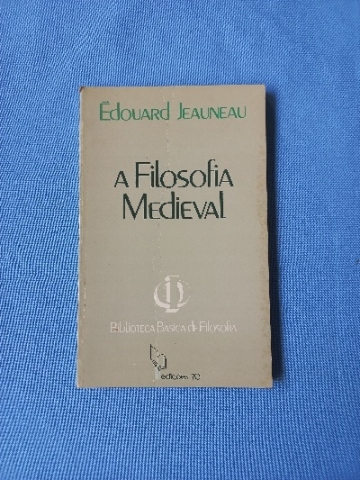 Édouard Jeauneau
A Filosofia
Medieval
Biblioteca Básica de Filosofia
edições 70